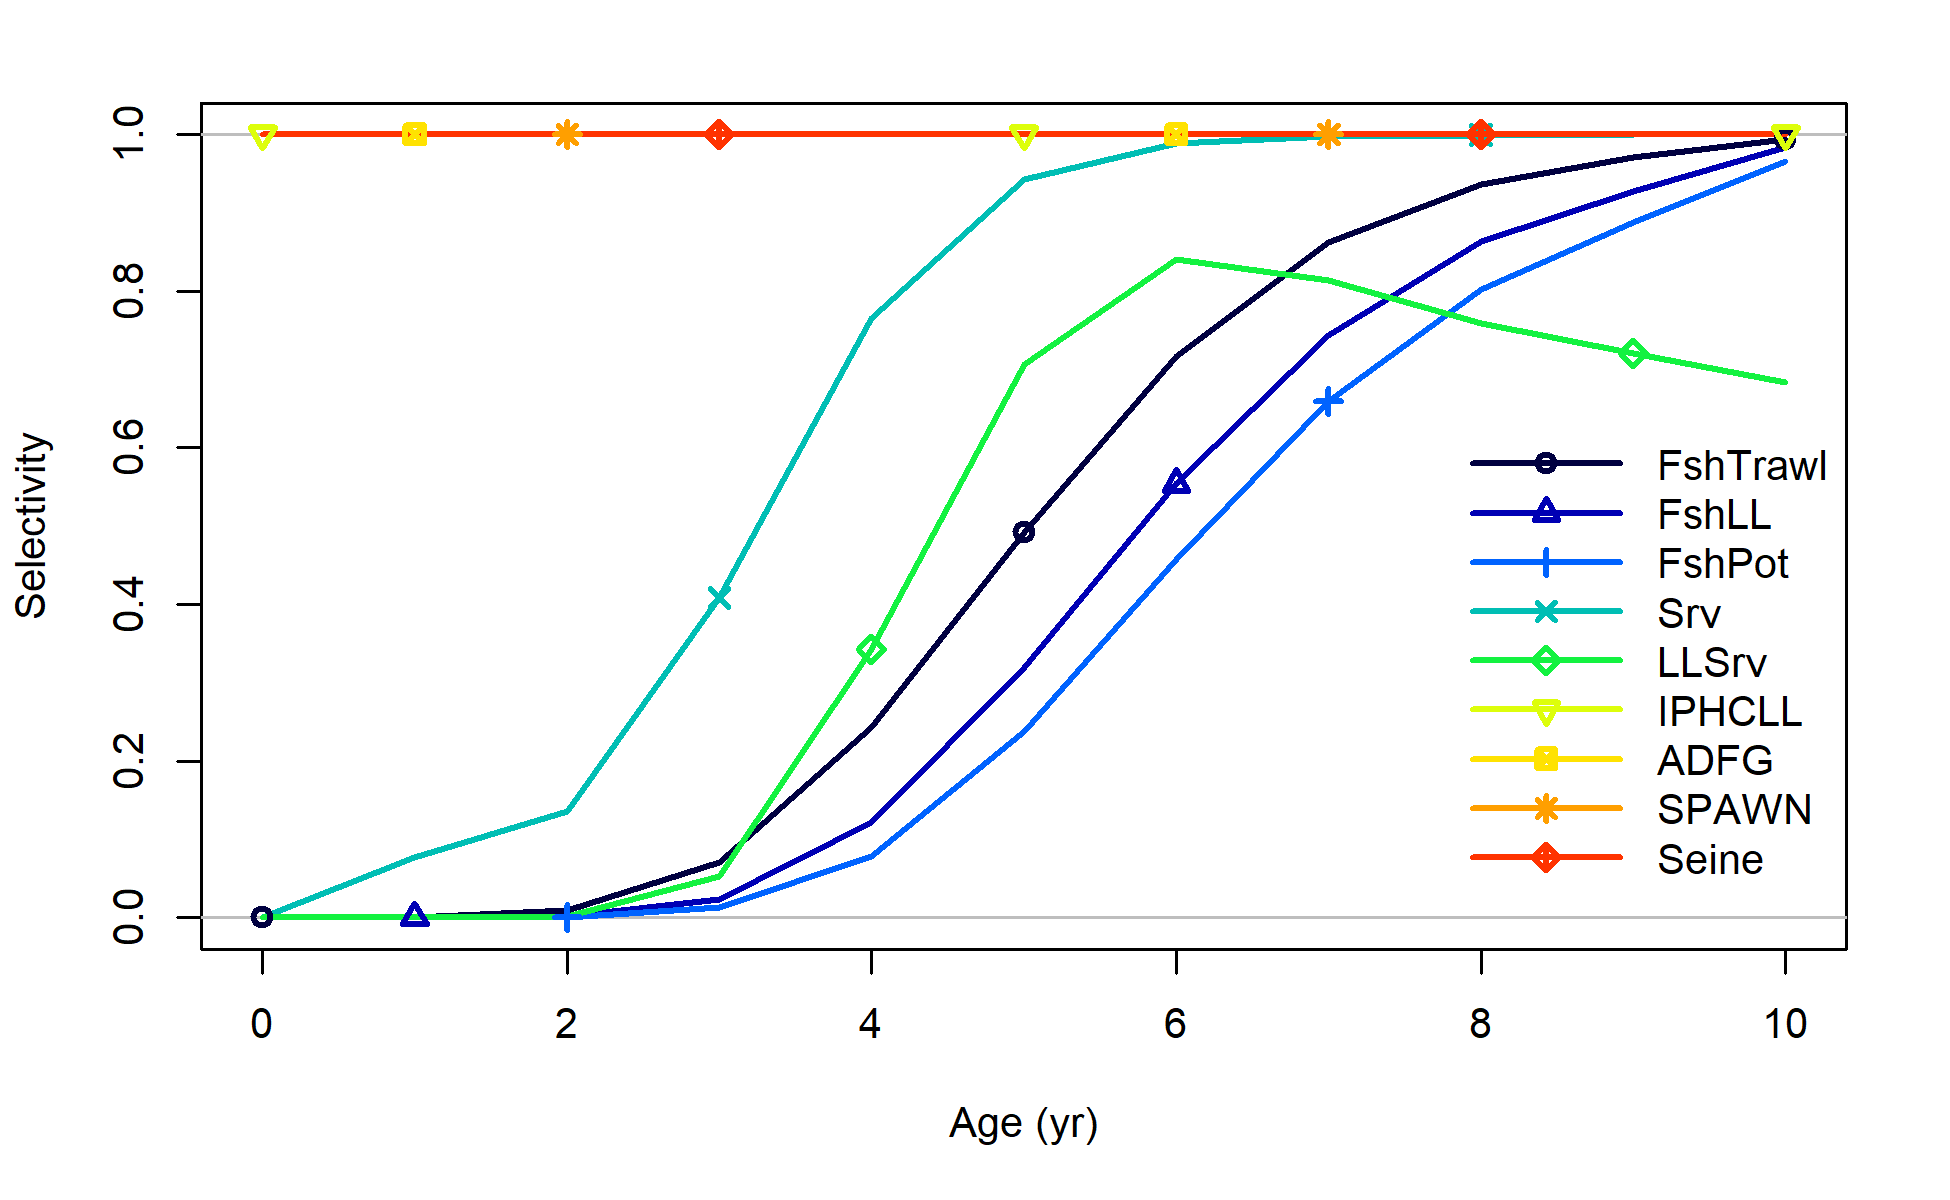 1.0
0.8
0.6
0.4
0.2
0.0
Selectivity
FshTrawl
FshLL
FshPot
Srv
LLSrv
IPHCLL
ADFG
SPAWN
Seine
0 2 4 6 8 10
Age (yr)